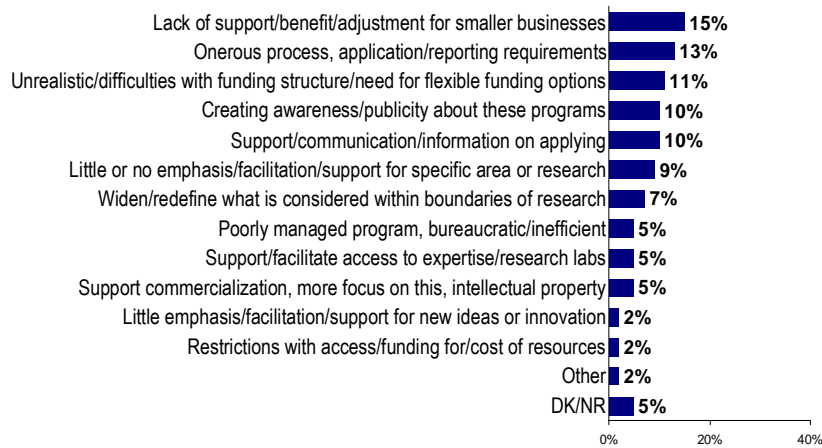 Lack of support/benefit/adjustment for smaller businesses 15%
Onerous process, application/reporting requirements 13%
Unrealistic/difficulties with funding structure/need for flexible funding options 11%
Creating awareness/publicity about these programs 10%
Support/communication/information on applying 10%
Little or no emphasis/facilitation/support for specific area or research 9%
Widen/redefine what is considered within boundaries of research 7%
Poorly managed program, bureaucratic/inefficient 5%
Support/facilitate access to expertise/research labs 5%
Support commercialization, more focus on this, intellectual property 5%
Little emphasis/facilitation/support for new ideas or innovation 2%
Restrictions with access/funding for/cost of resources 2%
Other 2%
DK/NR 5%
0% 20% 40%